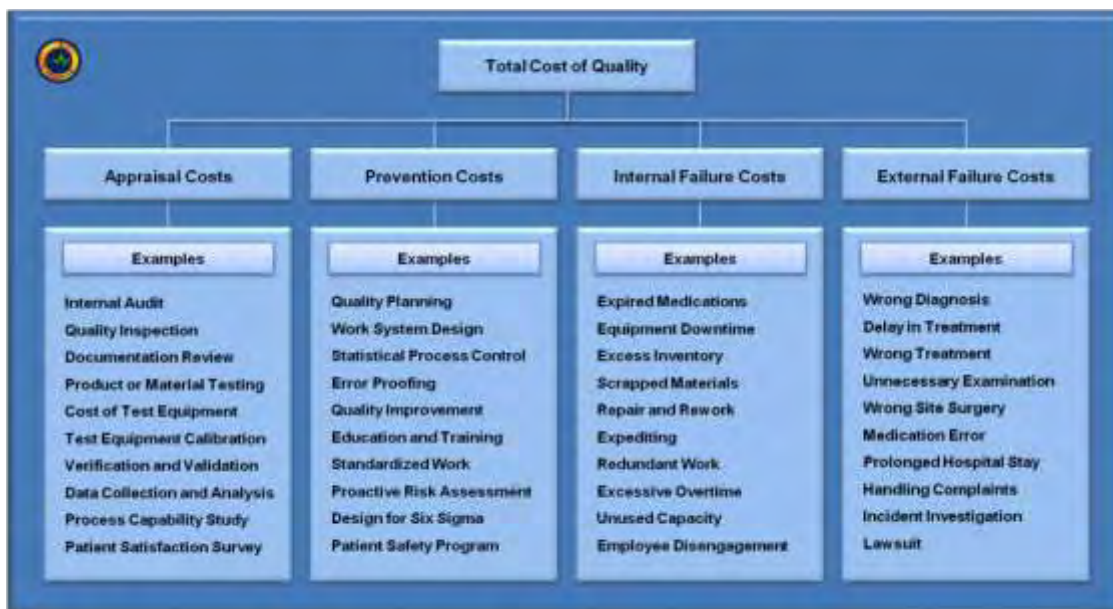 Total Cost of Quality
Appraisal Costs
Prevention Costs
Internal Failure Costs
External Failure Costs
Examples
Internal Audit
Quality Inspection
Documentation Review
Product or Material Testing
Cost of Test Equipment
Test Equipment Calibration
Verification and Validation
Data Collection and Analysis
Process Capability Study
Patient Satisfaction Survey
Examples
Quality Planning
Work System Design
Statistical Process Control
Error Proofing
Quality Improvement
Education and Training
Standardized Work
Proactive Risk Assessment
Design for Six Sigma
Patient Safety Program
Examples
Expired Medications
Equipment Downtime
Excess Inventory
Scrapped Materials
Repair and Rework
Expediting
Redundant Work
Excessive Overtime
Unused Capacity
Employee Disengagement
Examples
Wrong Diagnosis
Delay in Treatment
Wrong Treatment
Unnecessary Examination
Wrong Site Surgery
Medication Error
Prolonged Hospital Stay
Handling Complaints
Incident Investigation
Lawsuit